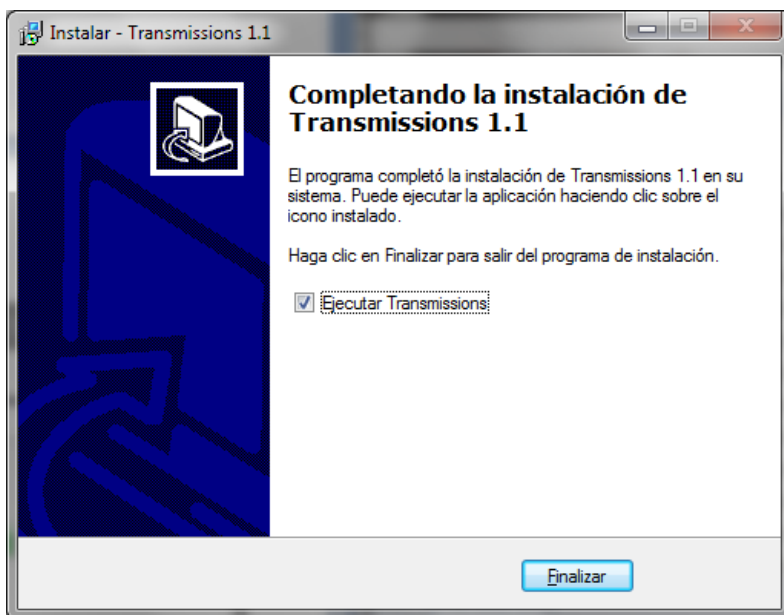 Instalar - Transmissions 1.1
Completando la instalación de
Transmissions 1.1
El programa completó la instalación de Transmissions 1.1 en su
sistema. Puede ejecutar la aplicación haciendo clic sobre el
icono instalado.
Haga clic en Finalizar para salir del programa de instalación.
Ejecutar Transmissions
Finalizar